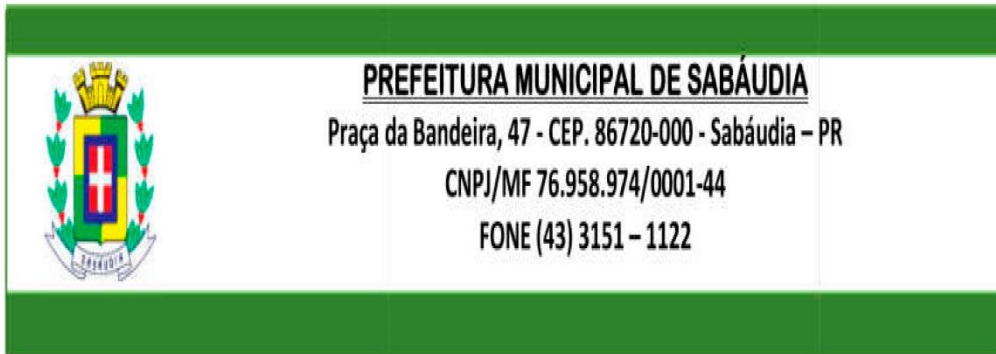 PREFEITURA MUNICIPAL DE SABÁUDIA
Praça da Bandeira, 47 - CEP. 86720-000 - Sabáudia – PR
CNPJ/MF 76.958.974/0001-44
FONE (43) 3151 – 1122
SABÁUDIA